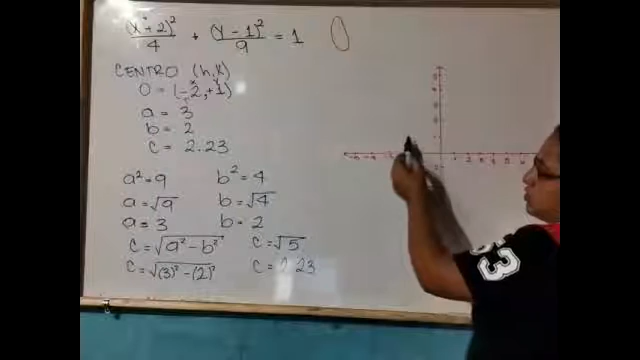 (x + 2)² / 4 + (y - 1)² / 9 = 1
CENTRO (h,k)
O = (-2, +1)
a = 3
b = 2
c = 2.23
a² = 9 b² = 4
a = √9 b = √4
a = 3 b = 2
c = √a² - b² c = √5
c = √(3)² - (2)² c = 2.23
53